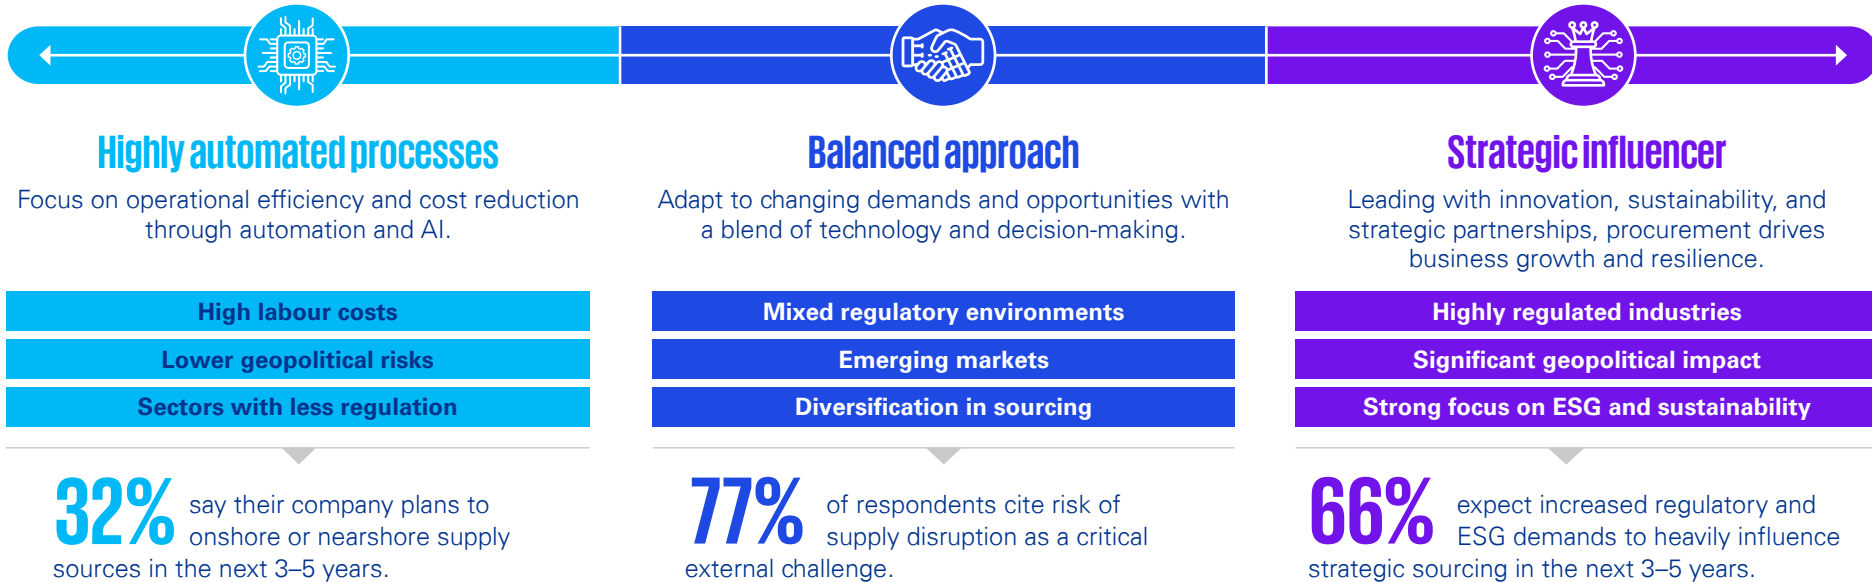 Highly automated processes
Focus on operational efficiency and cost reduction
through automation and AI.
High labour costs
Lower geopolitical risks
Sectors with less regulation
32% say their company plans to
onshore or nearshore supply
sources in the next 3–5 years.
Balanced approach
Adapt to changing demands and opportunities with
a blend of technology and decision-making.
Mixed regulatory environments
Emerging markets
Diversification in sourcing
77% of respondents cite risk of
supply disruption as a critical
external challenge.
Strategic influencer
Leading with innovation, sustainability, and
strategic partnerships, procurement drives
business growth and resilience.
Highly regulated industries
Significant geopolitical impact
Strong focus on ESG and sustainability
66% expect increased regulatory and
ESG demands to heavily influence
strategic sourcing in the next 3–5 years.